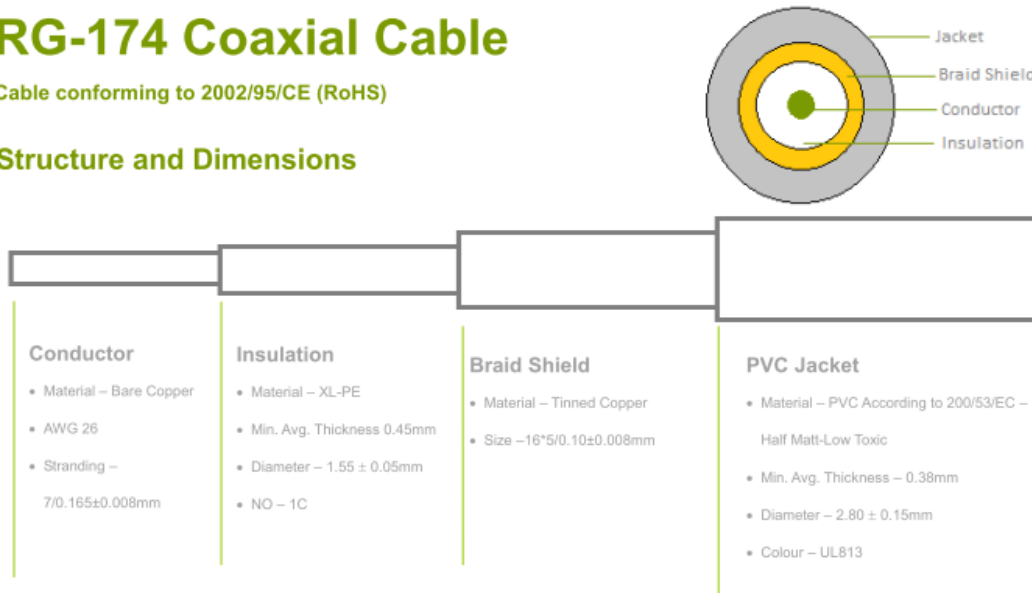 RG-174 Coaxial Cable
Cable conforming to 2002/95/CE (RoHS)
Structure and Dimensions
Jacket
Braid Shield
Conductor
Insulation
Conductor
• Material – Bare Copper
• AWG 26
• Stranding –
7/0.165±0.008mm
Insulation
• Material – XL-PE
• Min. Avg. Thickness 0.45mm
• Diameter – 1.55 ± 0.05mm
• NO – 1C
Braid Shield
• Material – Tinned Copper
• Size –16*5/0.10±0.008mm
PVC Jacket
• Material – PVC According to 200/53/EC –
Half Matt-Low Toxic
• Min. Avg. Thickness – 0.38mm
• Diameter – 2.80 ± 0.15mm
• Colour – UL813